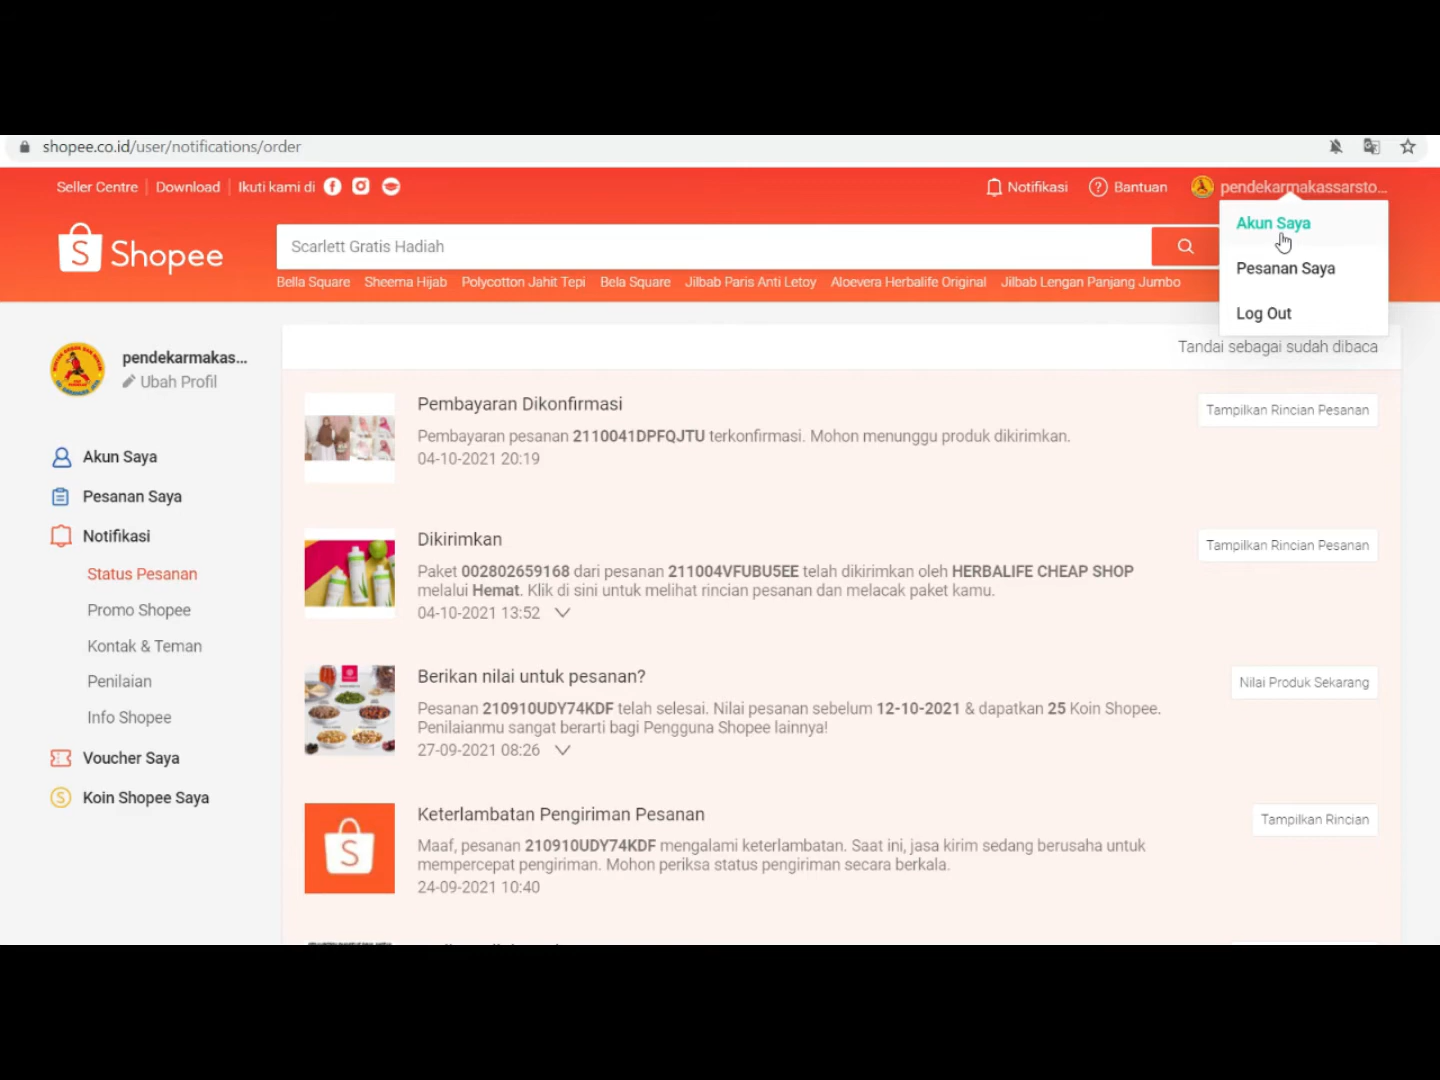 shopee.co.id/user/notifications/order
Seller Centre
Download
Ikuti kami di
Notifikasi
Bantuan
pendekarmakassarsto...
Akun Saya
Pesanan Saya
Log Out
Shopee
Scarlett Gratis Hadiah
Bella Square
Sheema Hijab
Polycotton Jahit Tepi
Bela Square
Jilbab Paris Anti Letoy
Aloevera Herbalife Original
Jilbab Lengan Panjang Jumbo
pendekarmakas...
Ubah Profil
Akun Saya
Pesanan Saya
Notifikasi
Status Pesanan
Promo Shopee
Kontak & Teman
Penilaian
Info Shopee
Voucher Saya
Koin Shopee Saya
Tandai sebagai sudah dibaca
Pembayaran Dikonfirmasi
Pembayaran pesanan 2110041DPFQJTU terkonfirmasi. Mohon menunggu produk dikirimkan.
04-10-2021 20:19
Tampilkan Rincian Pesanan
Dikirimkan
Paket 002802659168 dari pesanan 211004VFUBU5EE telah dikirimkan oleh HERBALIFE CHEAP SHOP
melalui Hemat. Klik di sini untuk melihat rincian pesanan dan melacak paket kamu.
04-10-2021 13:52
Tampilkan Rincian Pesanan
Berikan nilai untuk pesanan?
Pesanan 210910UDY74KDF telah selesai. Nilai pesanan sebelum 12-10-2021 & dapatkan 25 Koin Shopee.
Penilaianmu sangat berarti bagi Pengguna Shopee lainnya!
27-09-2021 08:26
Nilai Produk Sekarang
Keterlambatan Pengiriman Pesanan
Maaf, pesanan 210910UDY74KDF mengalami keterlambatan. Saat ini, jasa kirim sedang berusaha untuk
mempercepat pengiriman. Mohon periksa status pengiriman secara berkala.
24-09-2021 10:40
Tampilkan Rincian